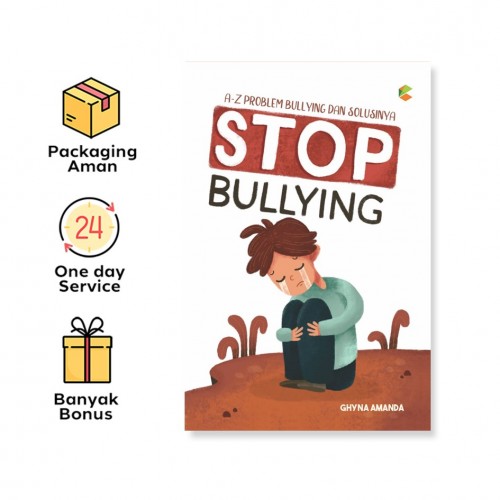 Packaging
Aman
24
One day
Service
Banyak
Bonus
A-Z PROBLEM BULLYING DAN SOLUSINYA
STOP
BULLYING
GHYNA AMANDA